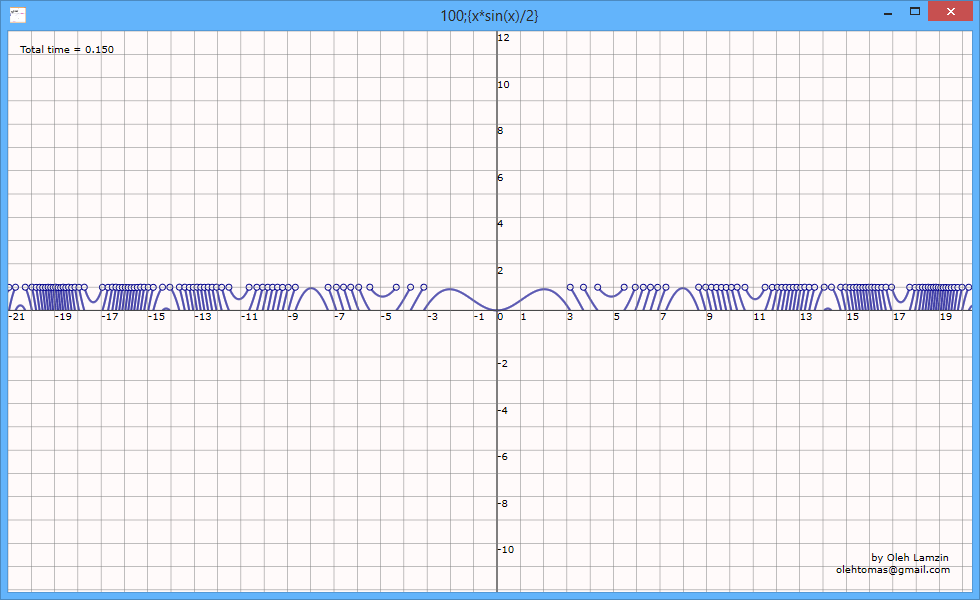 100;{x*sin(x)/2}
Total time = 0.150
12
10
8
6
4
2
-21 -19 -17 -15 -13 -11 -9 -7 -5 -3 -1 0 1 3 5 7 9 11 13 15 17 19
-2
-4
-6
-8
-10
by Oleh Lamzin
olehtomas@gmail.com